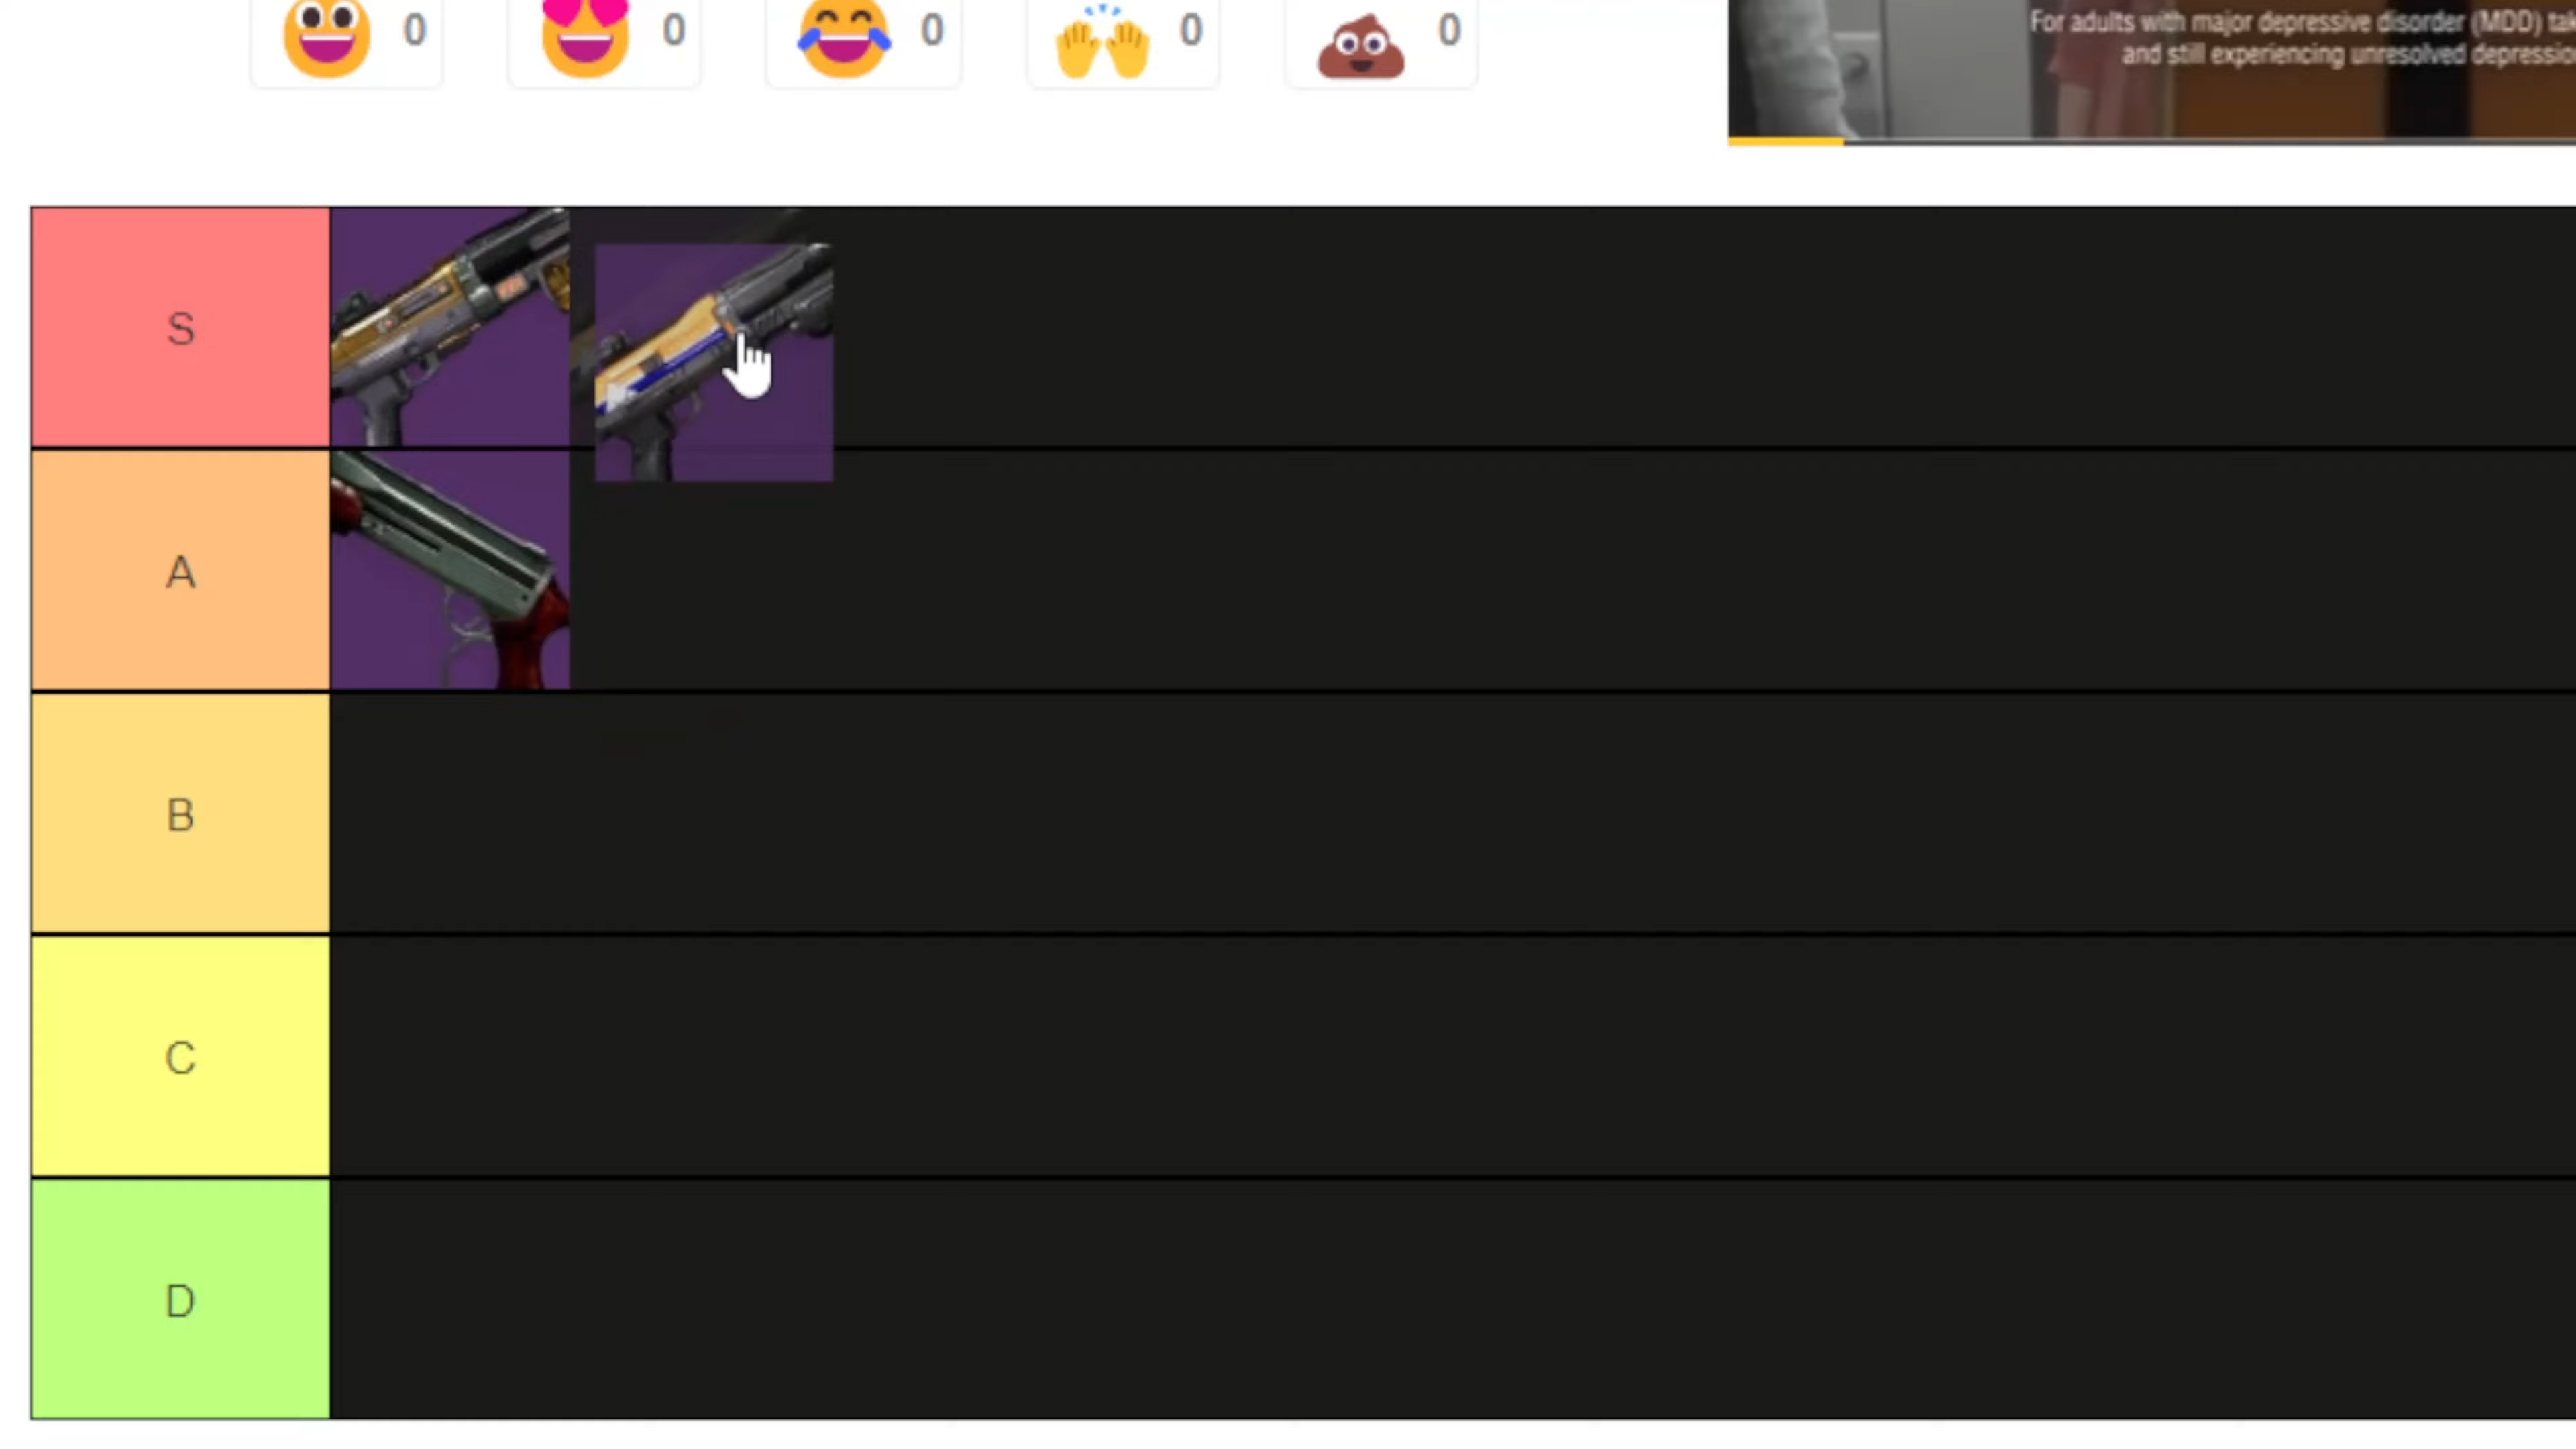 0
0
0
0
0
For adults with major depressive disorder (MDD)
and still experiencing unresolved
S
A
B
C
D